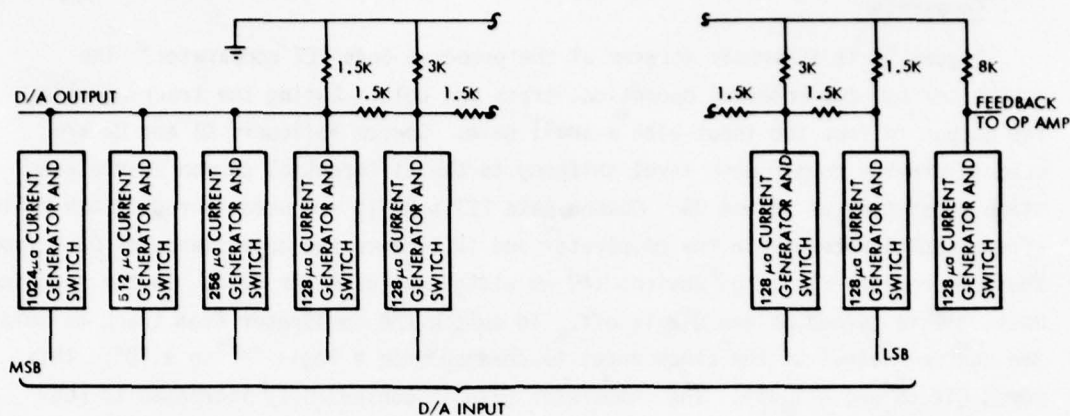 1.5K
3K
3K
1.5K
8K
1.5K
1.5K
1.5K
1.5K
D/A OUTPUT
FEEDBACK
TO OP AMP
1024 μa CURRENT
GENERATOR AND
SWITCH
512 μa CURRENT
GENERATOR AND
SWITCH
256 μa CURRENT
GENERATOR AND
SWITCH
128 μa CURRENT
GENERATOR AND
SWITCH
128 μa CURRENT
GENERATOR AND
SWITCH
128 μa CURRENT
GENERATOR AND
SWITCH
128 μa CURRENT
GENERATOR AND
SWITCH
128 μa CURRENT
GENERATOR AND
SWITCH
MSB
LSB
D/A INPUT